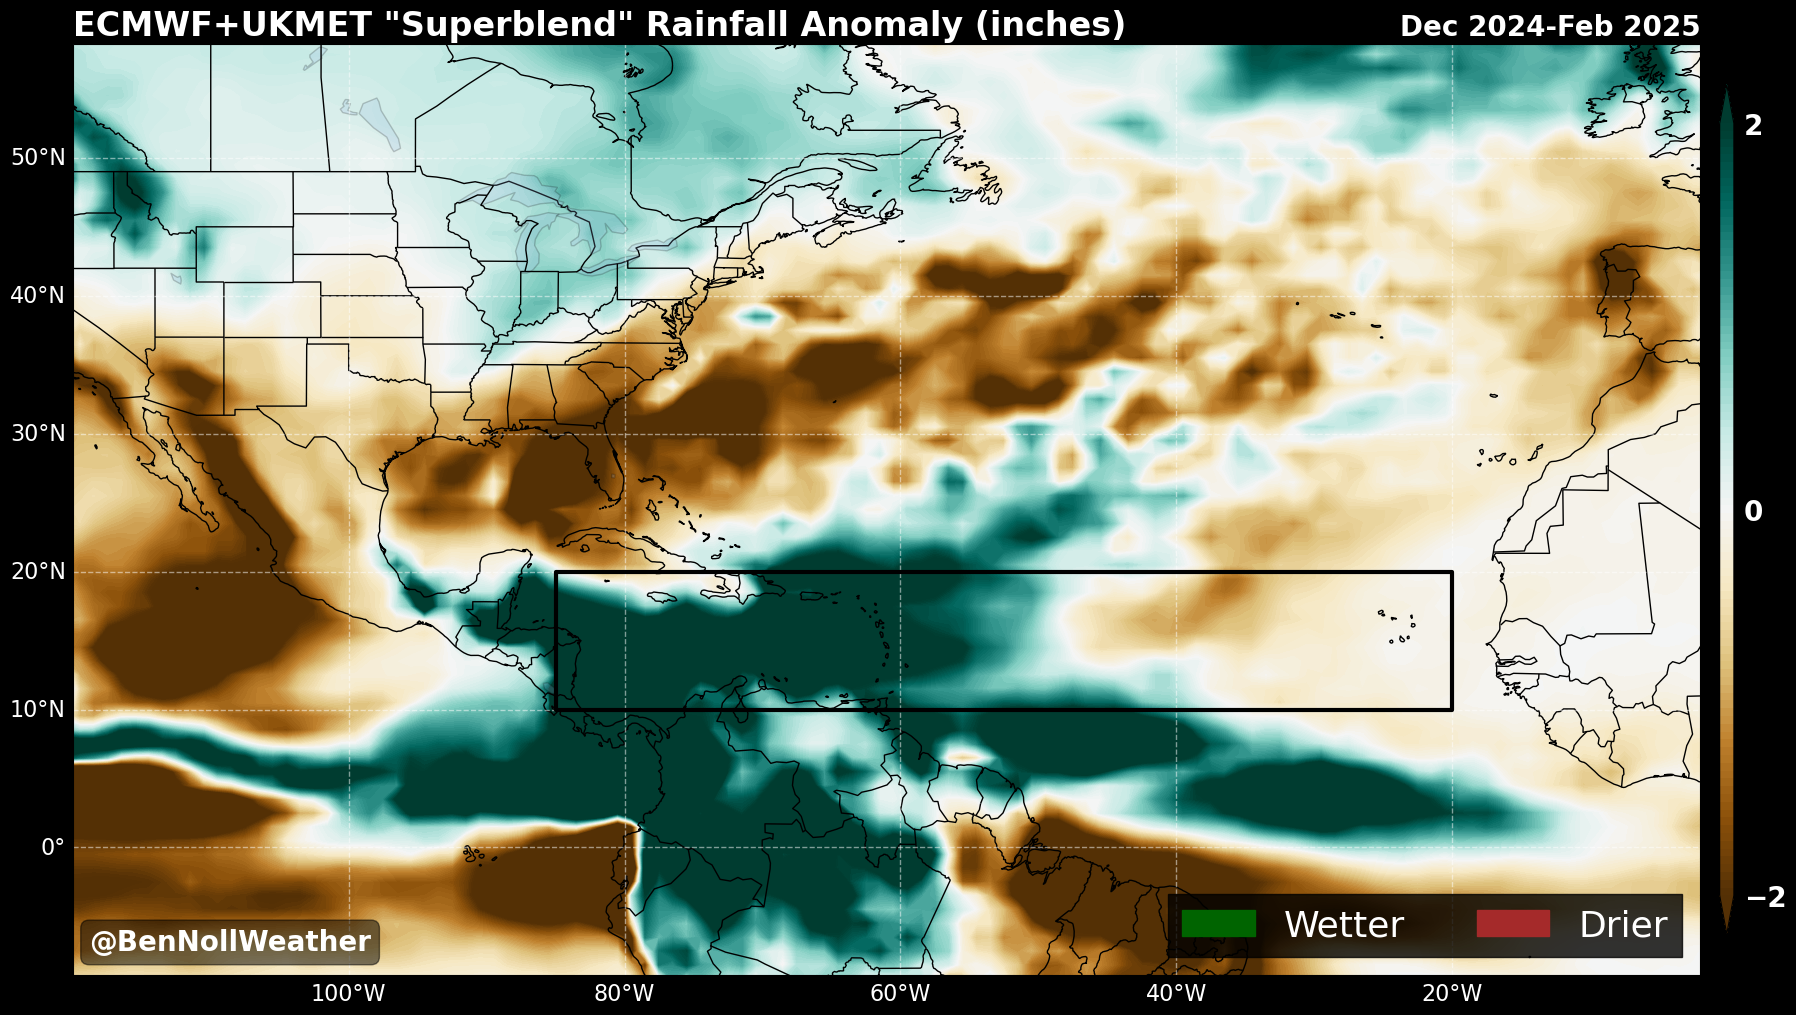 ECMWF+UKMET "Superblend" Rainfall Anomaly (inches)
Dec 2024-Feb 2025
50°N
40°N
30°N
20°N
10°N
0°
100°W
80°W
60°W
40°W
20°W
2
0
−2
@BenNollWeather
Wetter
Drier